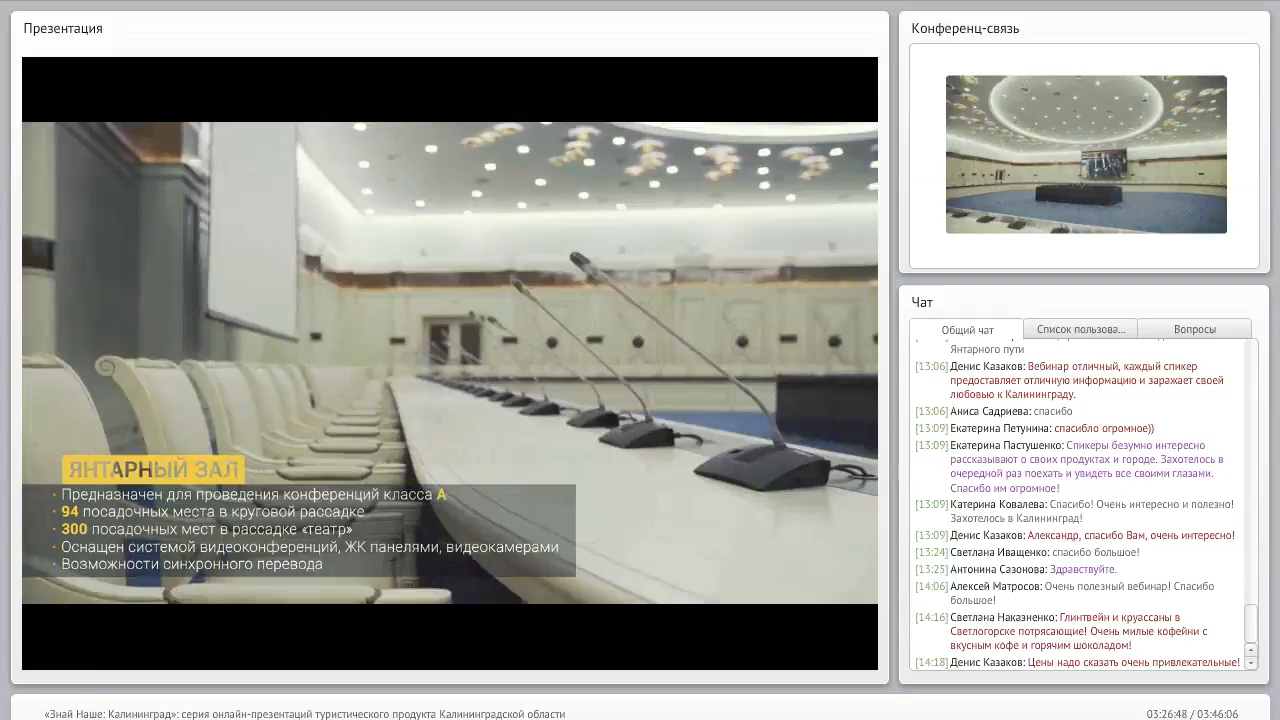 Презентация
ЯНТАРНЫЙ ЗАЛ
· Предназначен для проведения конференций класса А
· 94 посадочных места в круговой рассадке
· 300 посадочных мест в рассадке «театр»
· Оснащен системой видеоконференций, ЖК панелями, видеокамерами
· Возможности синхронного перевода
Конференц-связь
Чат
Общий чат
Список пользова...
Вопросы
Янтарного пути
[13:06] Денис Казаков: Вебинар отличный, каждый спикер
предоставляет отличную информацию и заражает своей
любовью к Калининграду.
[13:06] Аниса Садриева: спасибо
[13:09] Екатерина Петунина: спасибло огромное))
[13:09] Екатерина Пастушенко: Спикеры безумно интересно
рассказывают о своих продуктах и городе. Захотелось в
очередной раз поехать и увидеть все своими глазами.
Спасибо им огромное!
[13:09] Катерина Ковалева: Спасибо! Очень интересно и полезно!
Захотелось в Калининград!
[13:09] Денис Казаков: Александр, спасибо Вам, очень интересно!
[13:24] Светлана Иващенко: спасибо большое!
[13:25] Антонина Сазонова: Здравствуйте.
[14:06] Алексей Матросов: Очень полезный вебинар! Спасибо
большое!
[14:16] Светлана Наказненко: Глинтвейн и круассаны в
Светлогорске потрясающие! Очень милые кофейни с
вкусным кофе и горячим шоколадом!
[14:18] Денис Казаков: Цены надо сказать очень привлекательные!
«Знай Наше: Калининград»: серия онлайн-презентаций туристического продукта Калининградской области
03:26:48 / 03:46:06